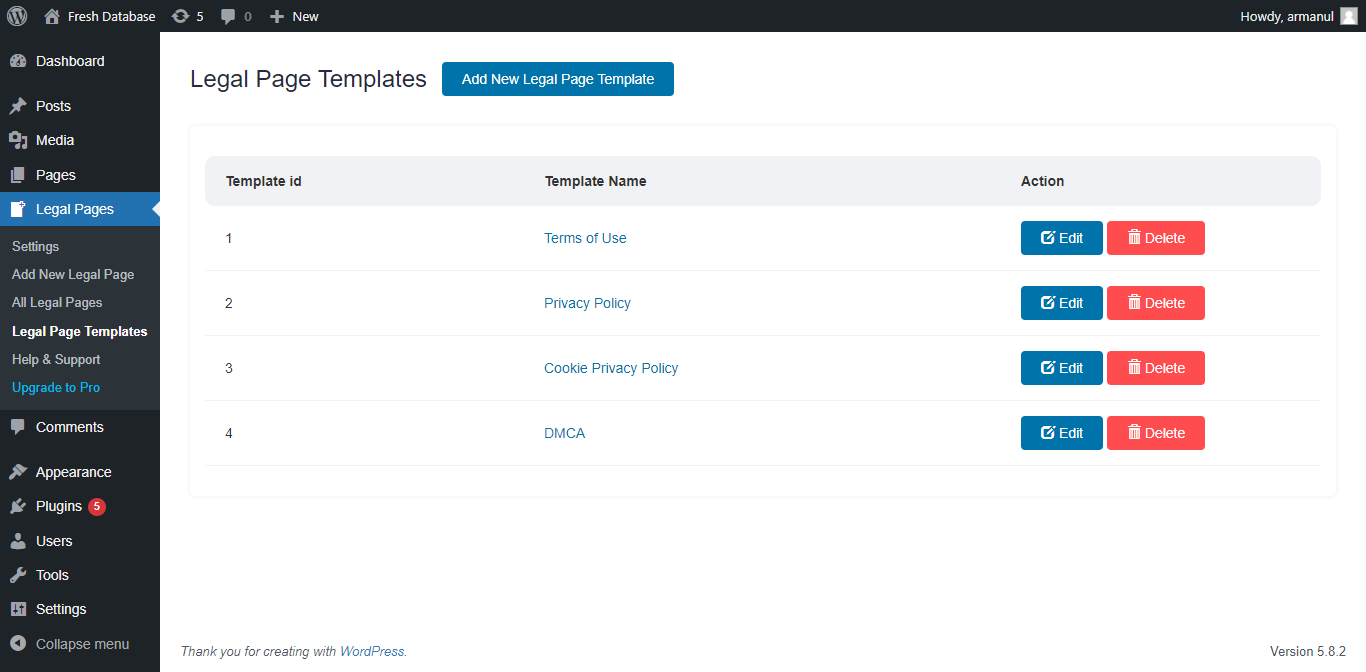 Fresh Database 5 0 New Howdy, armanul
Dashboard
Posts
Media
Pages
Legal Pages
Settings
Add New Legal Page
All Legal Pages
Legal Page Templates
Help & Support
Upgrade to Pro
Comments
Appearance
Plugins 5
Users
Tools
Settings
Collapse menu
Legal Page Templates Add New Legal Page Template
Template id Template Name Action
1 Terms of Use Edit Delete
2 Privacy Policy Edit Delete
3 Cookie Privacy Policy Edit Delete
4 DMCA Edit Delete
Thank you for creating with WordPress. Version 5.8.2